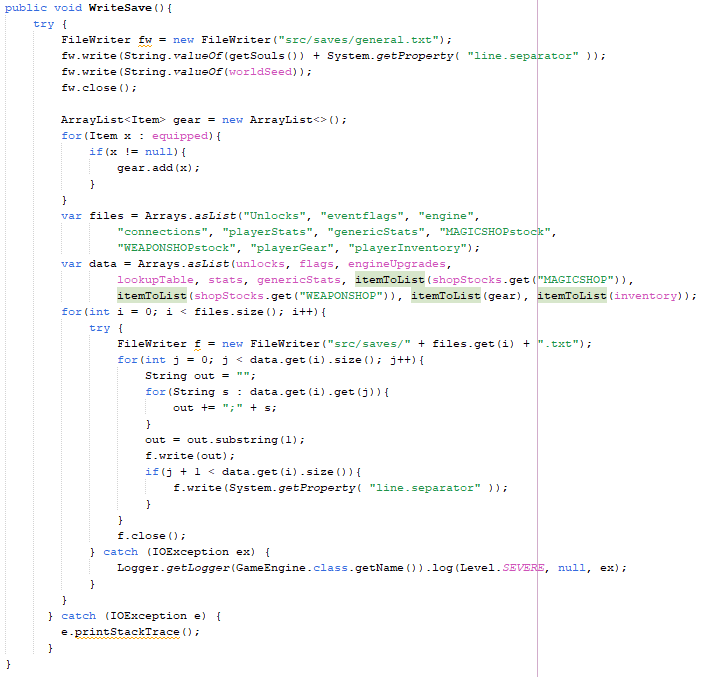 public void WriteSave(){
    try {
        FileWriter fw = new FileWriter("src/saves/general.txt");
        fw.write(String.valueOf(getSouls()) + System.getProperty( "line.separator" ));
        fw.write(String.valueOf(worldSeed));
        fw.close();

        ArrayList<Item> gear = new ArrayList<>();
        for(Item x : equipped){
            if(x != null){
                gear.add(x);
            }
        }
        var files = Arrays.asList("Unlocks", "eventflags", "engine",
                "connections", "playerStats", "genericStats", "MAGICSHOPstock",
                "WEAPONSHOPstock", "playerGear", "playerInventory");
        var data = Arrays.asList(unlocks, flags, engineUpgrades,
                lookupTable, stats, genericStats, itemToList(shopStocks.get("MAGICSHOP")),
                itemToList(shopStocks.get("WEAPONSHOP")), itemToList(gear), itemToList(inventory));
        for(int i = 0; i < files.size(); i++){
            try {
                FileWriter f = new FileWriter("src/saves/" + files.get(i) + ".txt");
                for(int j = 0; j < data.get(i).size(); j++){
                    String out = "";
                    for(String s : data.get(i).get(j)){
                        out += ";" + s;
                    }
                    out = out.substring(1);
                    f.write(out);
                    if(j + 1 < data.get(i).size()){
                        f.write(System.getProperty( "line.separator" ));
                    }
                }
                f.close();
            } catch (IOException ex) {
                Logger.getLogger(GameEngine.class.getName()).log(Level.SEVERE, null, ex);
            }
        }
    } catch (IOException e) {
        e.printStackTrace();
    }
}